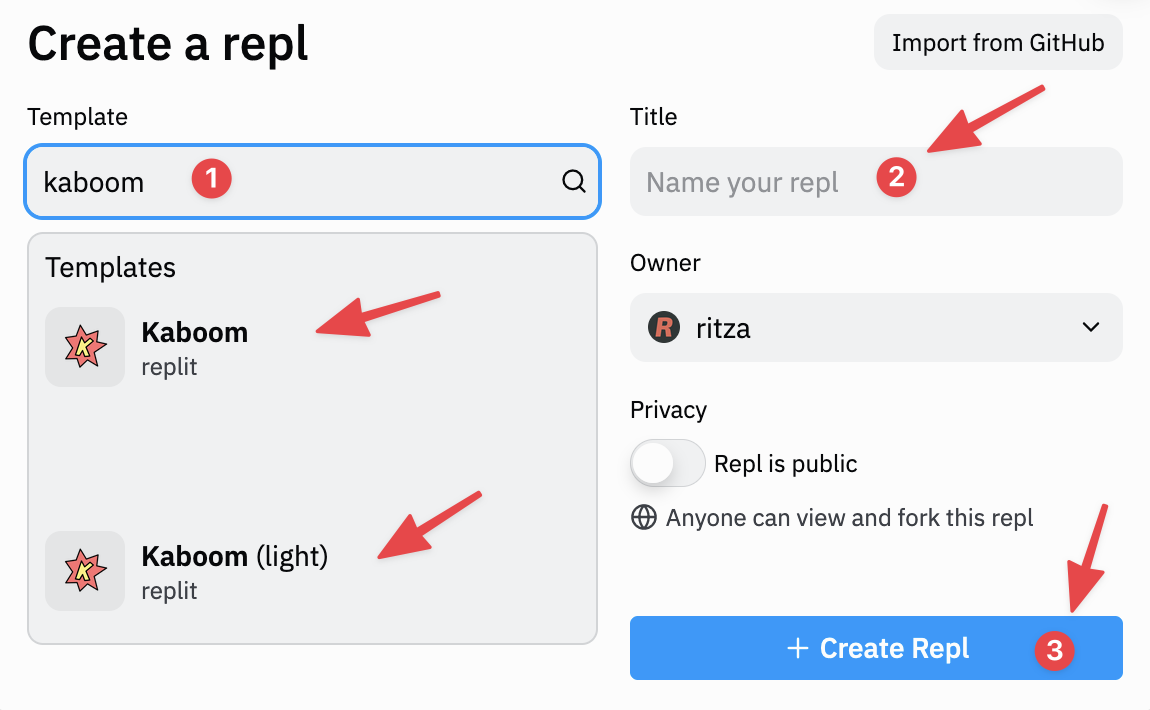 Create a repl
Import from GitHub
Template
kaboom
1
Templates
Kaboom
replit
Kaboom (light)
replit
Title
Name your repl
2
Owner
R ritza
Privacy
Repl is public
Anyone can view and fork this repl
+ Create Repl
3